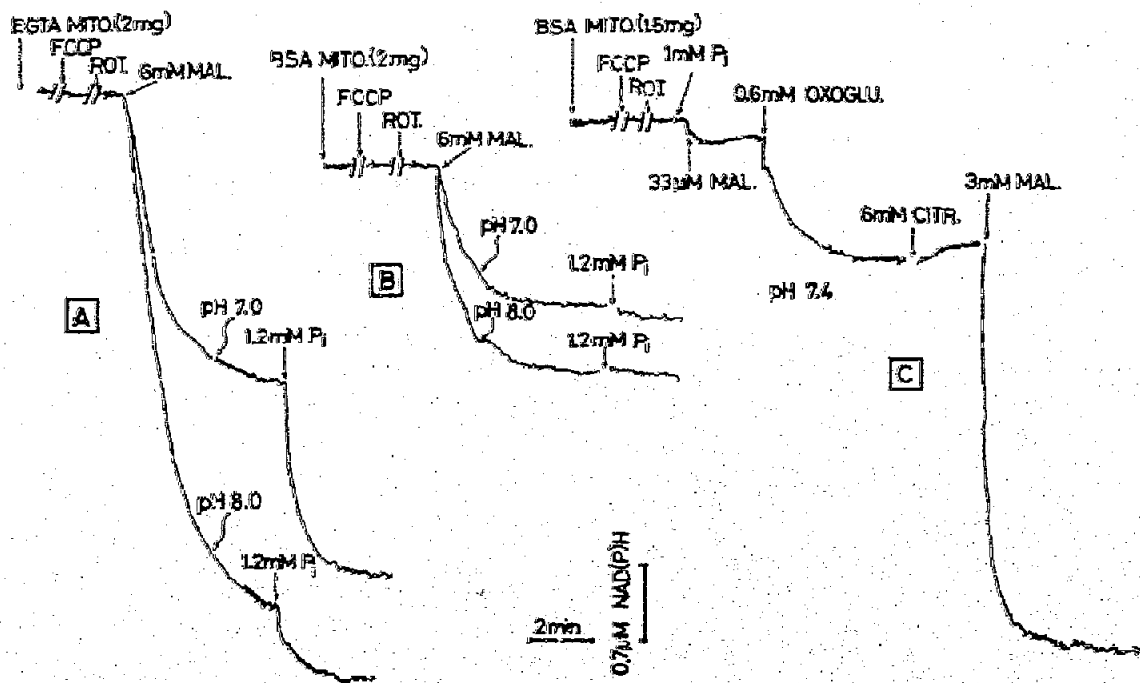 EGTA MITO.(2mg)
FCCP
ROT.
6mM MAL.
pH 7.0
1.2mM Pi
A
pH 8.0
1.2mM Pi
BSA MITO.(2mg)
FCCP
ROT.
6mM MAL.
pH 7.0
1.2mM Pi
B
pH 8.0
1.2mM Pi
2min
0.7µM NAD(P)H
BSA MITO.(1.5mg)
FCCP
ROT.
1mM Pi
33µM MAL.
0.6mM OXOGLU.
6mM CITR.
3mM MAL.
pH 7.4
C